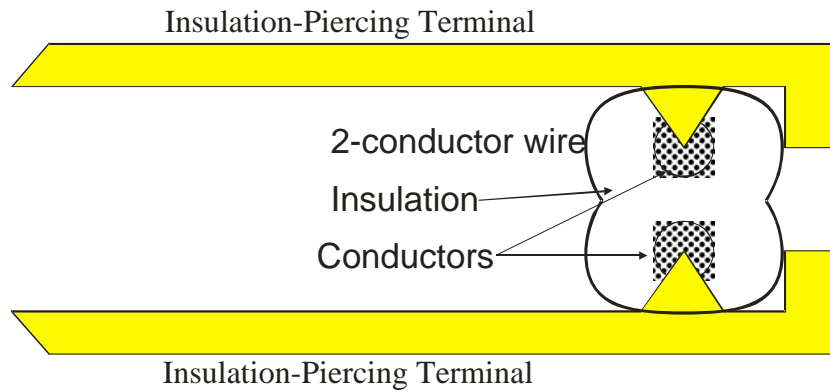 Insulation-Piercing Terminal
2-conductor wire
Insulation
Conductors
Insulation-Piercing Terminal